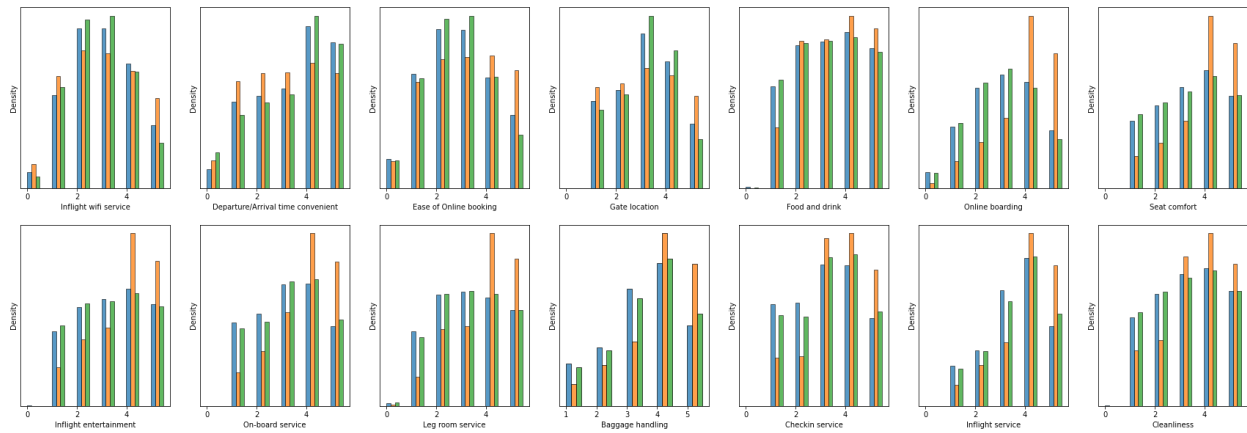 Density Density Density Density Density Density Density
0 2 4 0 2 4 0 2 4 0 2 4 0 2 4 0 2 4 0 2 4
Inflight wifi service Departure/Arrival time convenient Ease of Online booking Gate location Food and drink Online boarding Seat comfort
Density Density Density Density Density Density Density
0 2 4 0 2 4 0 2 4 1 2 3 4 5 0 2 4 0 2 4 0 2 4
Inflight entertainment On-board service Leg room service Baggage handling Checkin service Inflight service Cleanliness